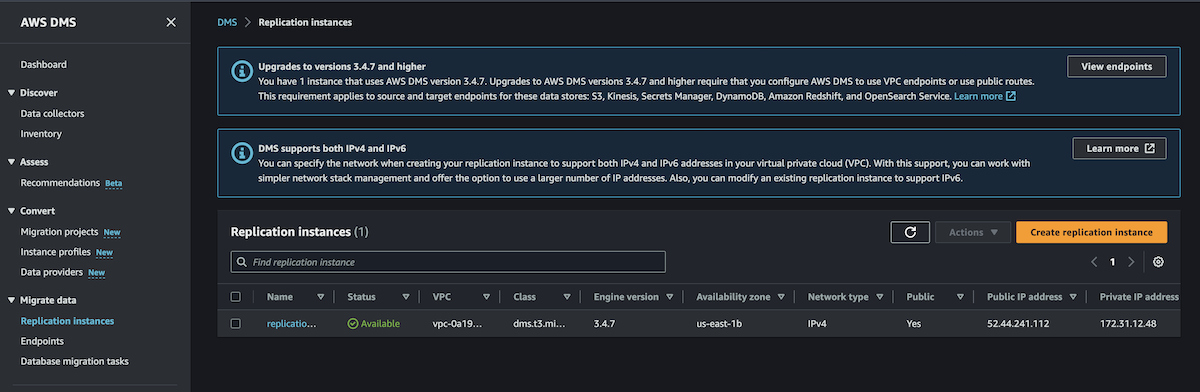 AWS DMS
DMS > Replication instances
Dashboard
Discover
Data collectors
Inventory
Assess
Recommendations Beta
Convert
Migration projects New
Instance profiles New
Data providers New
Migrate data
Replication instances
Endpoints
Database migration tasks
Upgrades to versions 3.4.7 and higher
View endpoints
You have 1 instance that uses AWS DMS version 3.4.7. Upgrades to AWS DMS versions 3.4.7 and higher require that you configure AWS DMS to use VPC endpoints or use public routes.
This requirement applies to source and target endpoints for these data stores: S3, Kinesis, Secrets Manager, DynamoDB, Amazon Redshift, and OpenSearch Service. Learn more
DMS supports both IPv4 and IPv6
Learn more
You can specify the network when creating your replication instance to support both IPv4 and IPv6 addresses in your virtual private cloud (VPC). With this support, you can work with
simpler network stack management and offer the option to use a larger number of IP addresses. Also, you can modify an existing replication instance to support IPv6.
Replication instances (1)
Actions
Create replication instance
Find replication instance
1
Name Status VPC Class Engine version Availability zone Network type Public Public IP address Private IP address
replicatio... Available vpc-0a19... dms.t3.mi... 3.4.7 us-east-1b IPv4 Yes 52.44.241.112 172.31.12.48